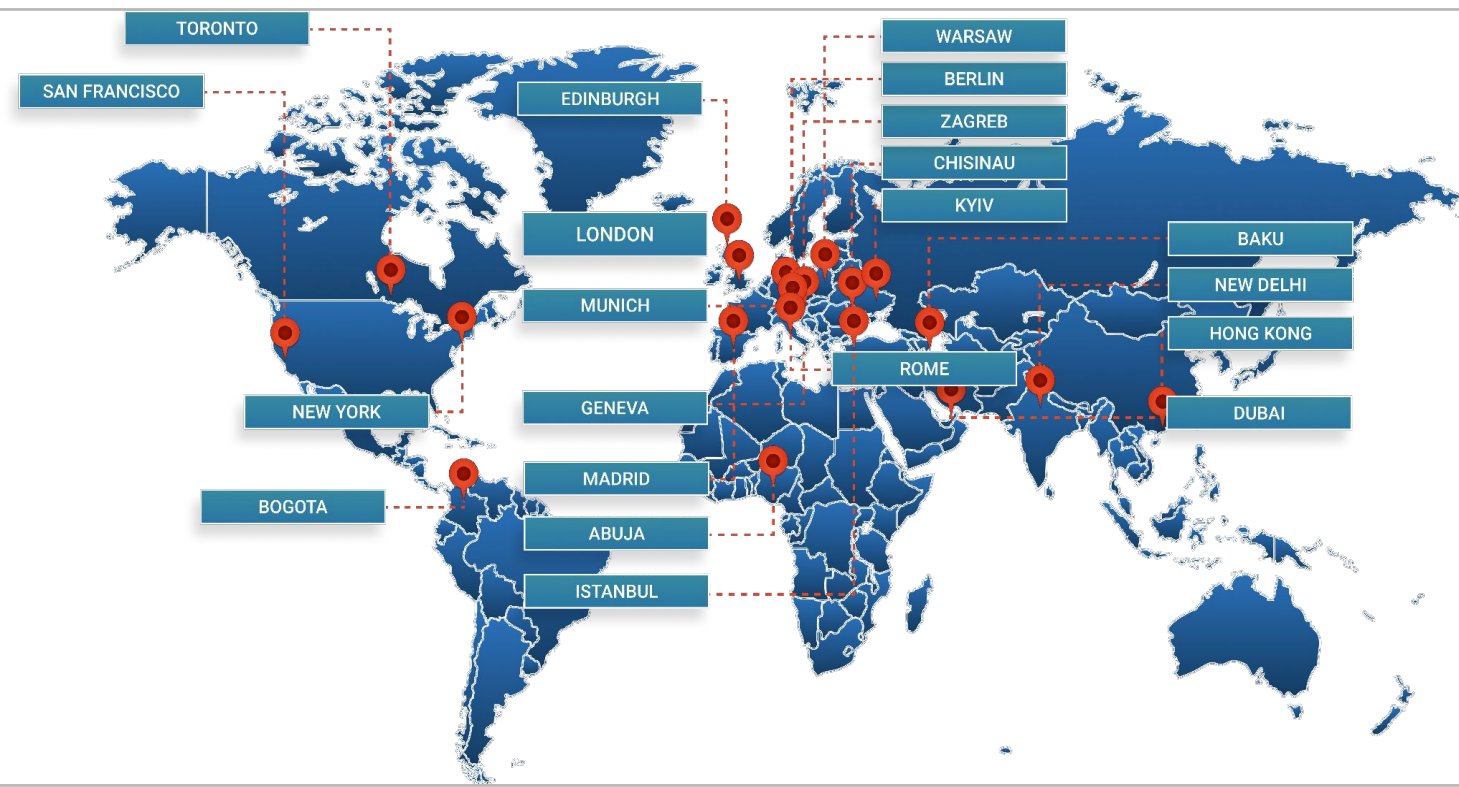 TORONTO
WARSAW
SAN FRANCISCO
BERLIN
EDINBURGH
ZAGREB
CHISINAU
KYIV
LONDON
BAKU
NEW DELHI
MUNICH
HONG KONG
ROME
NEW YORK
GENEVA
DUBAI
MADRID
BOGOTA
ABUJA
ISTANBUL